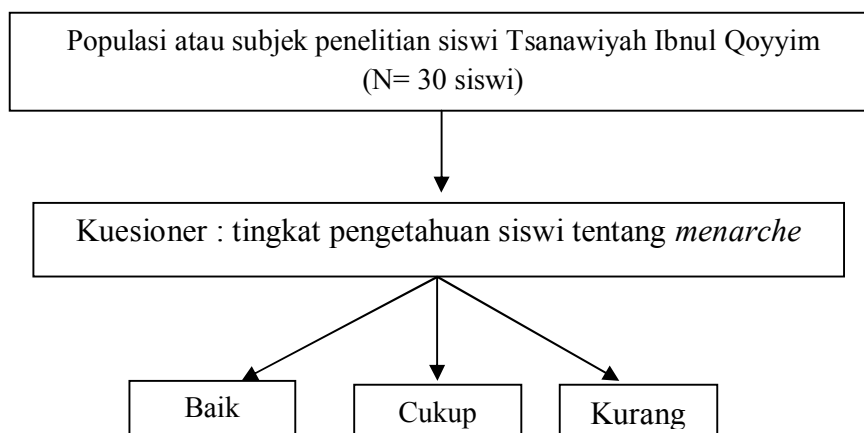 Populasi atau subjek penelitian siswi Tsanawiyah Ibnul Qoyyim
(N= 30 siswi)
Kuesioner : tingkat pengetahuan siswi tentang menarche
Baik
Cukup
Kurang